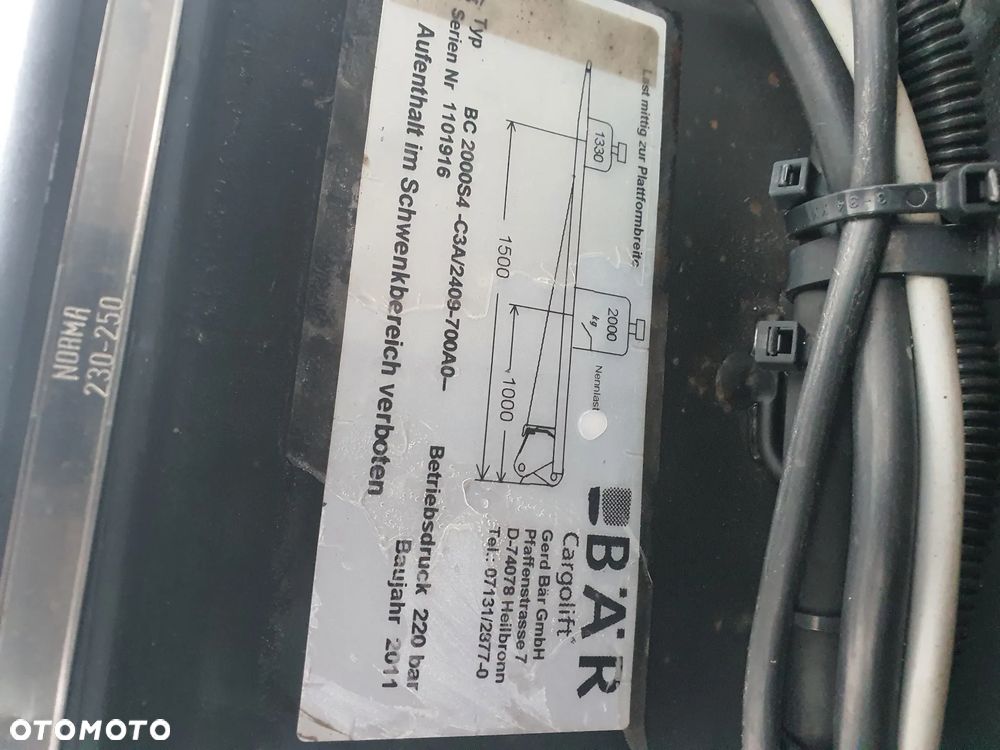 BÄR
Cargolift
Gerd Bär GmbH
Pfaffenstrasse 7
D-74078 Heilbronn
Tel.: 07131/2877-0
Last mittig zur Plattformbreite
1330
2000
kg
Nennlast
1500
1000
Typ BC 2000S4 -C3A/2409-700A0–
Serien Nr 1101916 Betriebsdruck 220 bar
Aufenthalt im Schwenkbereich verboten Baujahr 2011
230-250
NORMA
OTOMOTO